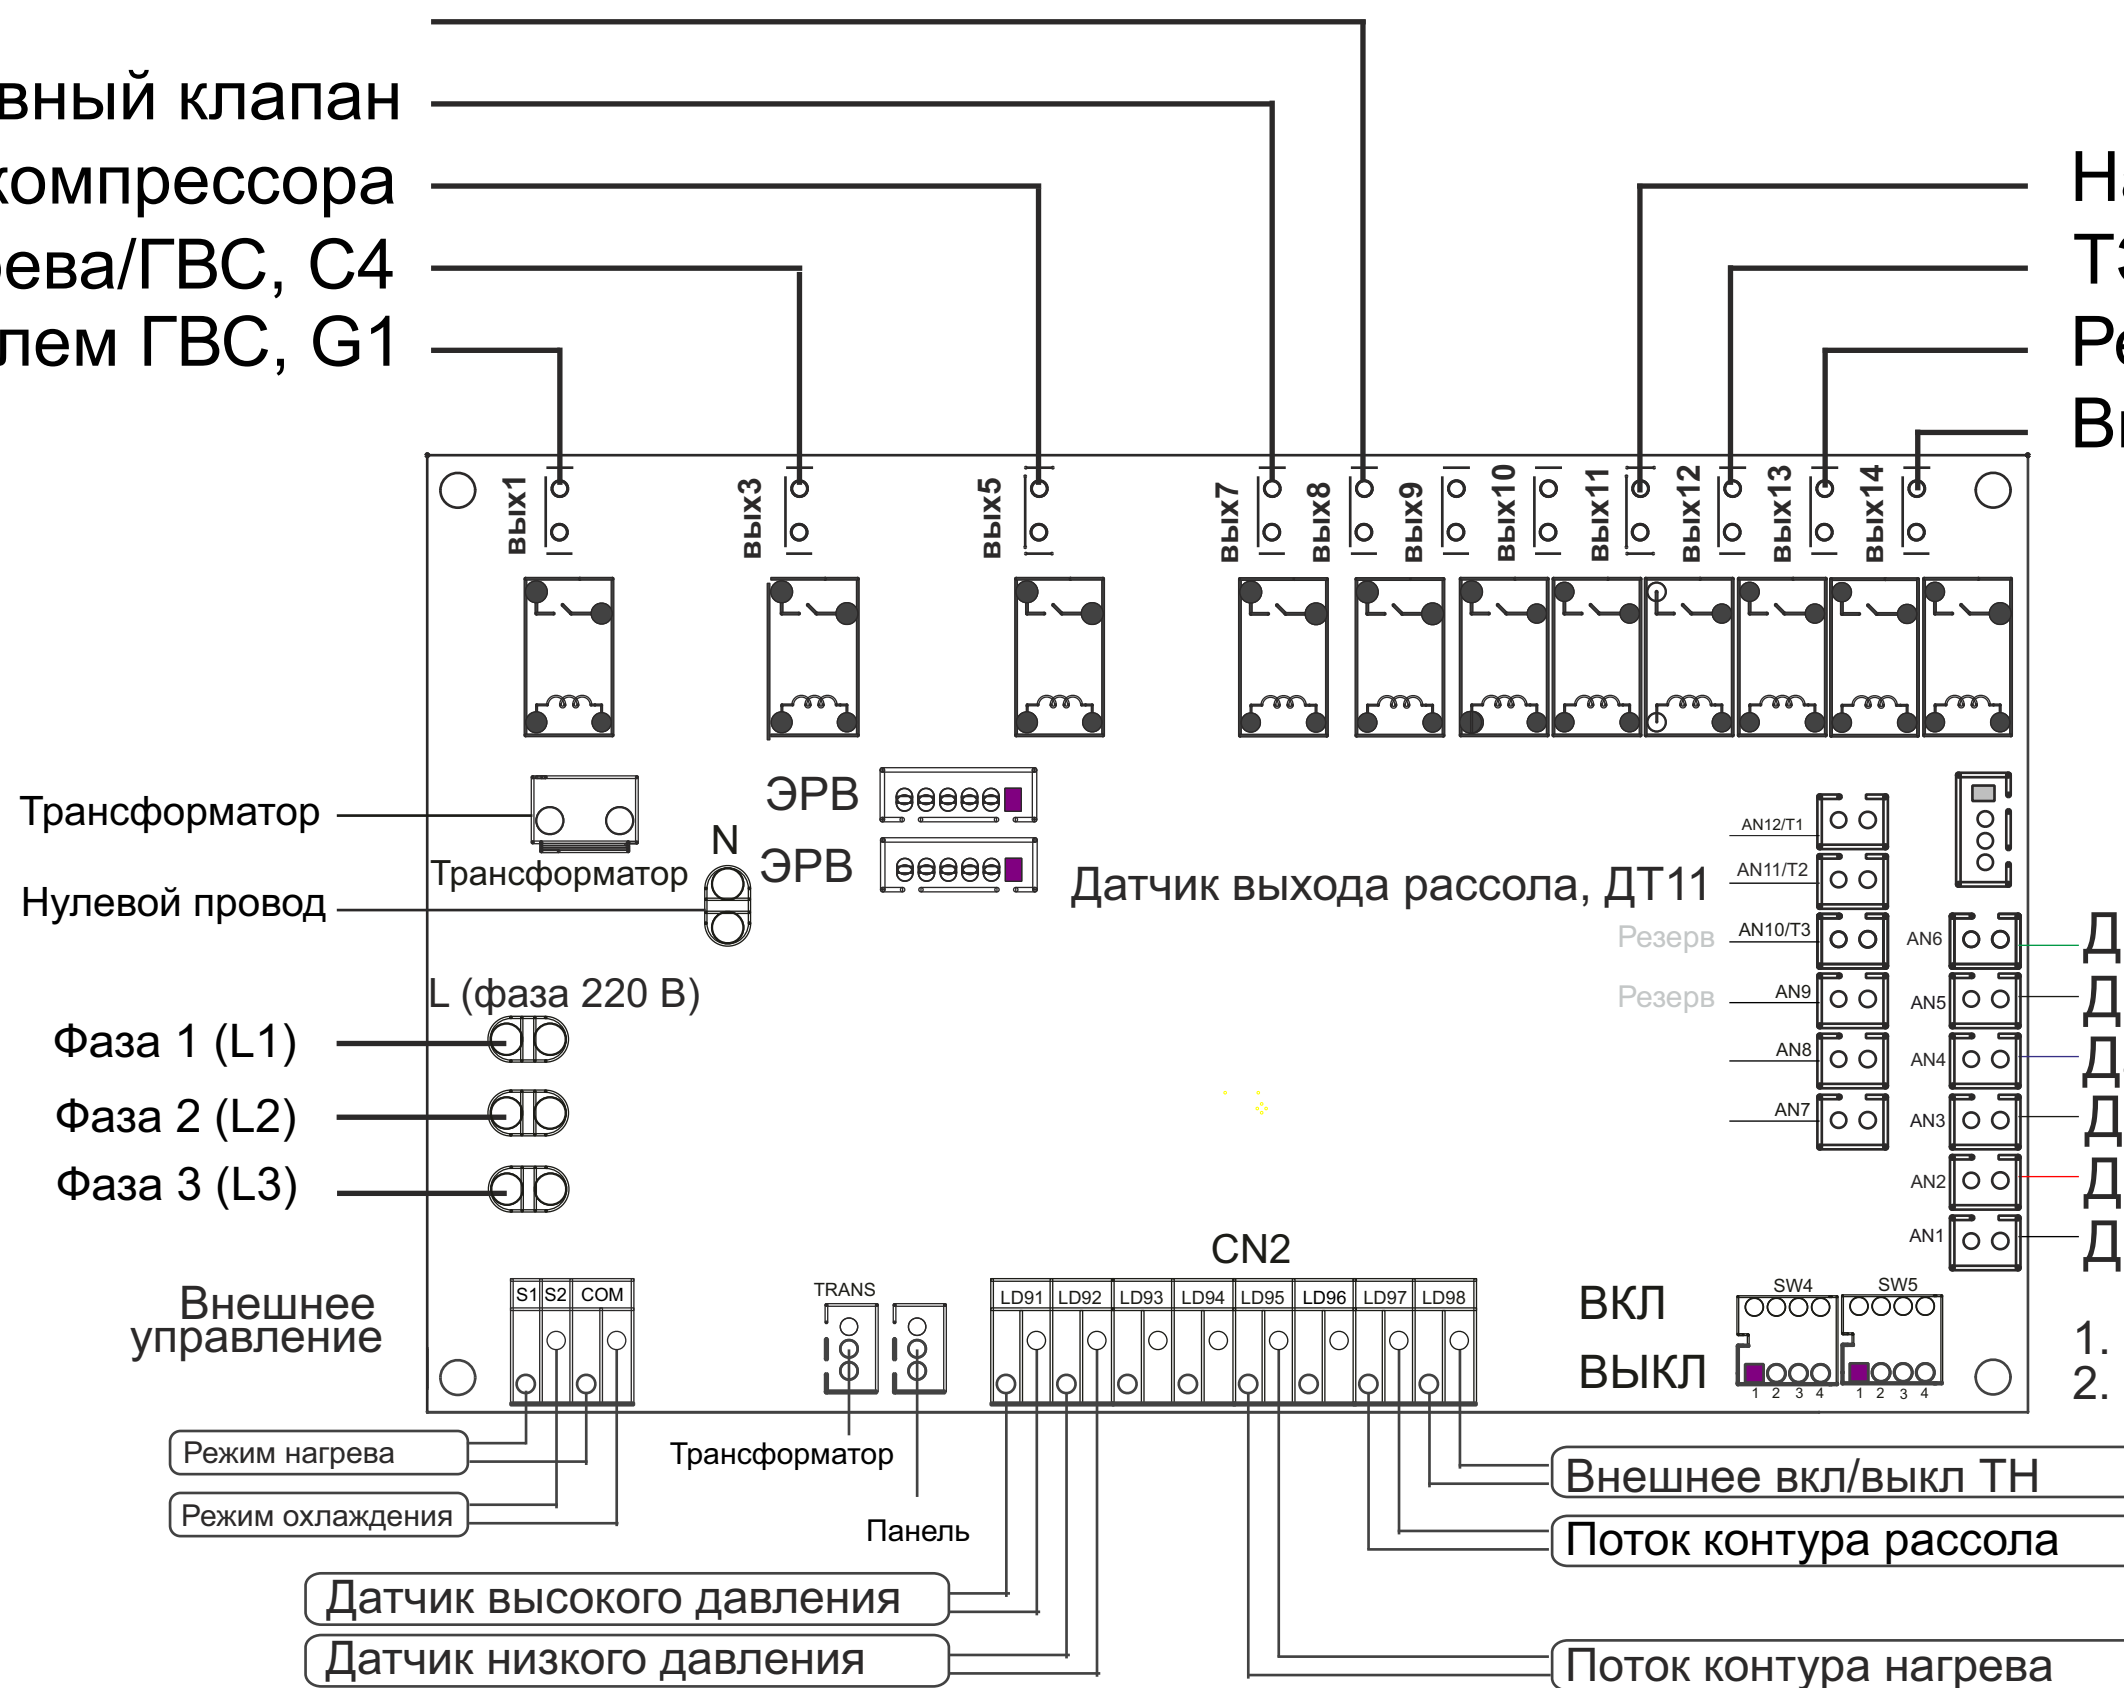 вный клапан
компрессора
ева/ГВС, С4
лем ГВС, G1
На
ТЭ
Ре
вых1
вых3
вых5
вых7
вых8
вых9
вых10
вых11
вых12
вых13
вых14
Трансформатор
Трансформатор
Нулевой провод
N
ЭРВ
ЭРВ
Датчик выхода рассола, ДТ11
AN12/T1
AN11/T2
Резерв
AN10/T3
Резерв
AN9
AN8
AN7
AN6
Д
AN5
Д
AN4
Д
AN3
Д
AN2
Д
AN1
Д
L (фаза 220 В)
Фаза 1 (L1)
Фаза 2 (L2)
Фаза 3 (L3)
Внешнее
управление
S1 S2 COM
TRANS
CN2
LD91 LD92 LD93 LD94 LD95 LD96 LD97 LD98
ВКЛ
ВЫКЛ
SW4
SW5
1 2 3 4
1 2 3 4
1.
2.
Режим нагрева
Режим охлаждения
Трансформатор
Панель
Датчик высокого давления
Датчик низкого давления
Внешнее вкл/выкл ТН
Поток контура рассола
Поток контура нагрева